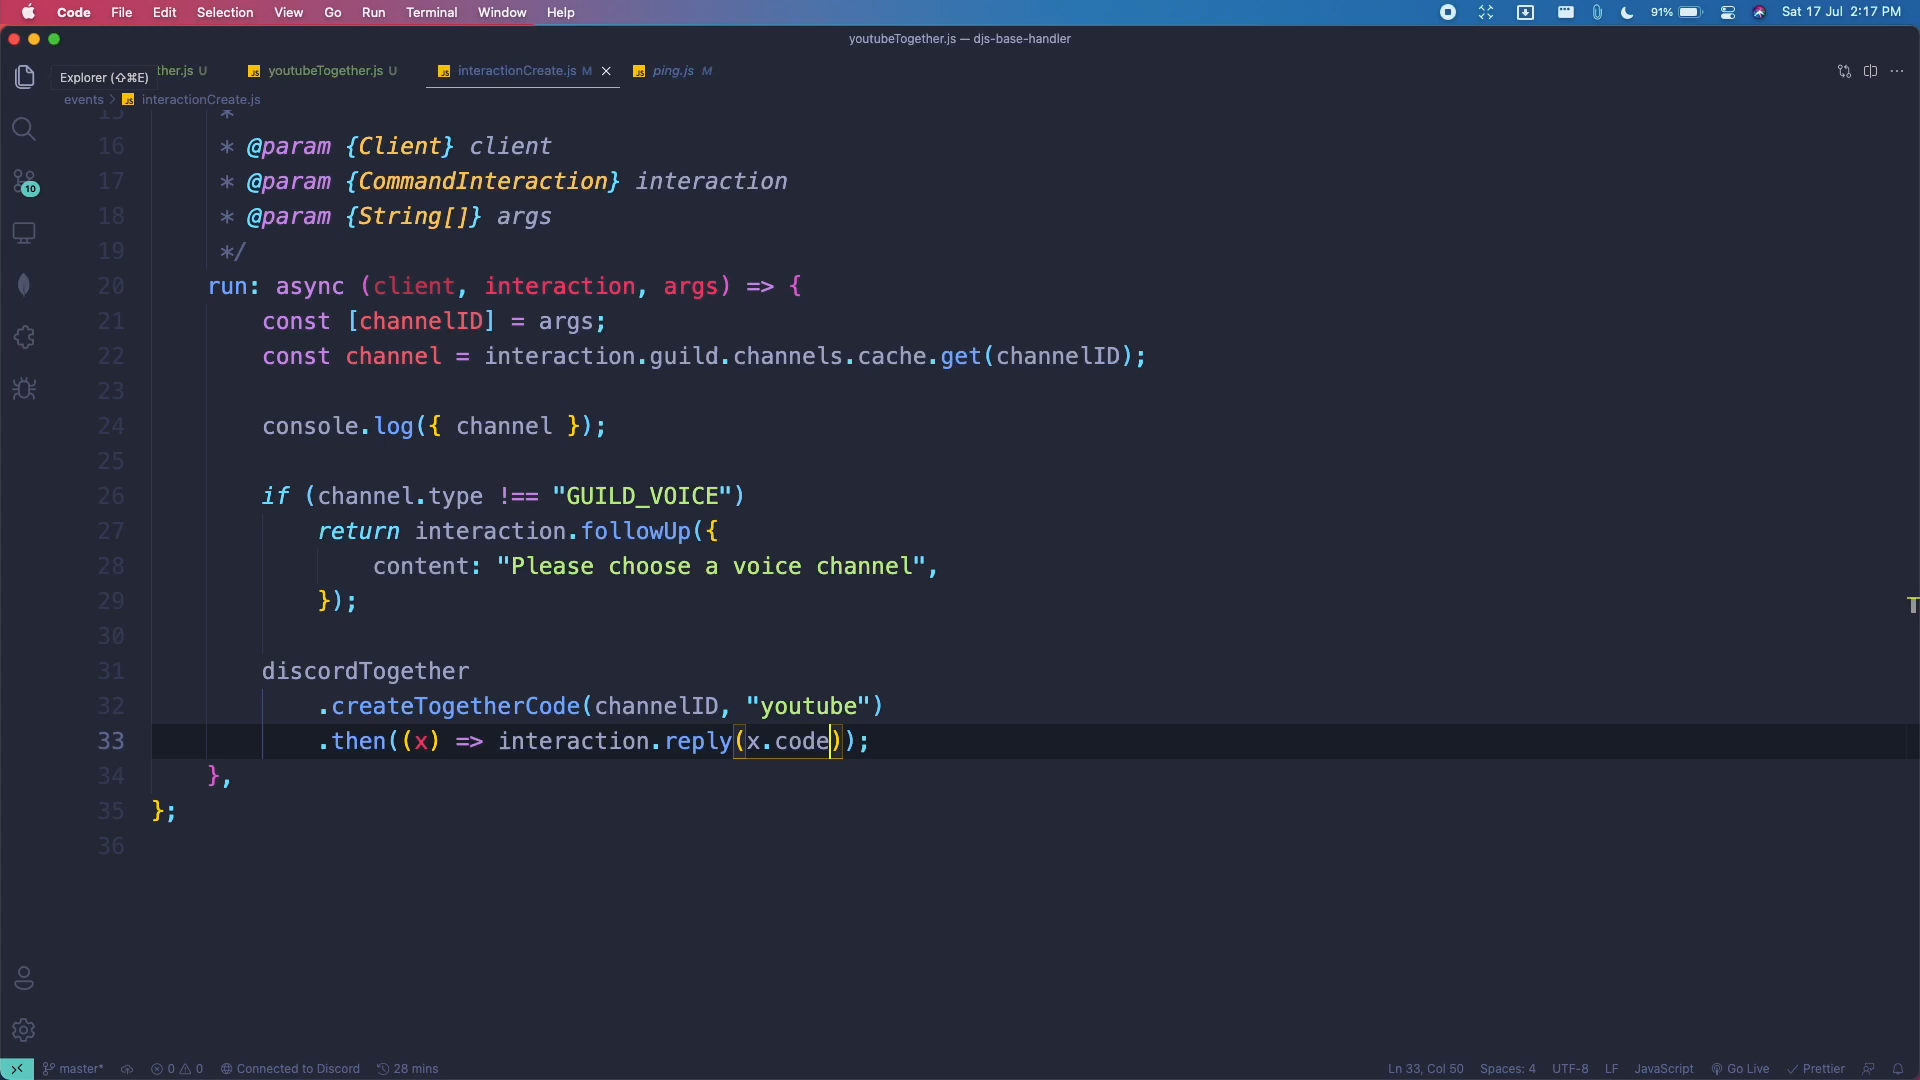 Code File Edit Selection View Go Run Terminal Window Help 91% Sat 17 Jul 2:17 PM
youtubeTogether.js — djs-base-handler
Explorer (⇧⌘E) ther.js U youtubeTogether.js U interactionCreate.js M ping.js M
events > interactionCreate.js
15 *
16 * @param {Client} client
17 * @param {CommandInteraction} interaction
18 * @param {String[]} args
19 */
20 run: async (client, interaction, args) => {
21 const [channelID] = args;
22 const channel = interaction.guild.channels.cache.get(channelID);
23
24 console.log({ channel });
25
26 if (channel.type !== "GUILD_VOICE")
27 return interaction.followUp({
28 content: "Please choose a voice channel",
29 });
30
31 discordTogether
32 .createTogetherCode(channelID, "youtube")
33 .then((x) => interaction.reply(x.code));
34 },
35 };
36
10
master* 0 0 Connected to Discord 28 mins Ln 33, Col 50 Spaces: 4 UTF-8 LF JavaScript Go Live Prettier